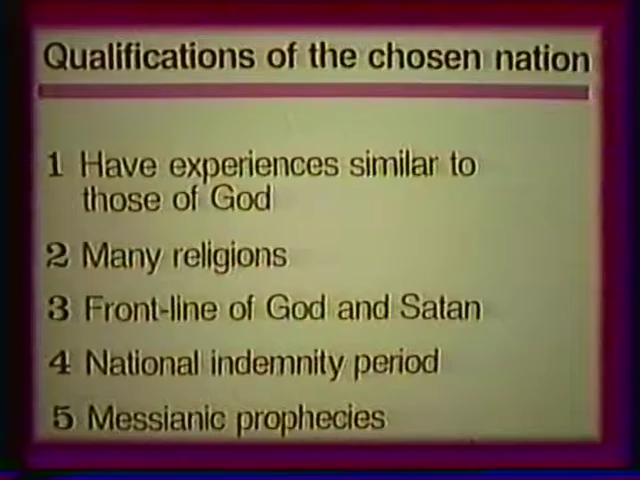 Qualifications of the chosen nation
1 Have experiences similar to
those of God
2 Many religions
3 Front-line of God and Satan
4 National indemnity period
5 Messianic prophecies